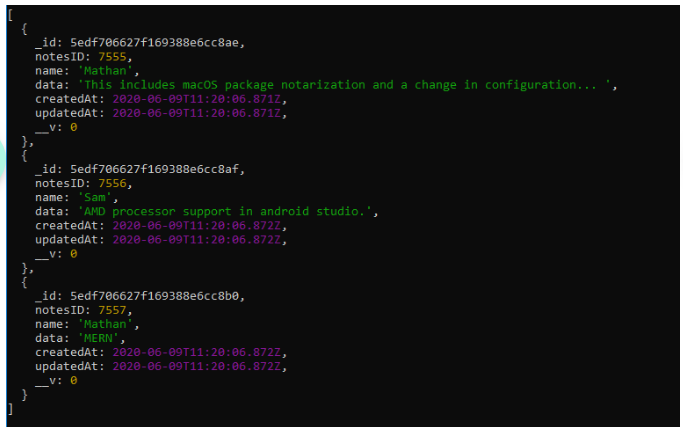 [
{
_id: 5edf706627f169388e6cc8ae,
notesID: 7555,
name: 'Mathan',
data: 'This includes macOS package notarization and a change in configuration... ',
createdAt: 2020-06-09T11:20:06.871Z,
updatedAt: 2020-06-09T11:20:06.871Z,
__v: 0
},
{
_id: 5edf706627f169388e6cc8af,
notesID: 7556,
name: 'Sam',
data: 'AMD processor support in android studio.',
createdAt: 2020-06-09T11:20:06.872Z,
updatedAt: 2020-06-09T11:20:06.872Z,
__v: 0
},
{
_id: 5edf706627f169388e6cc8b0,
notesID: 7557,
name: 'Mathan',
data: 'MERN',
createdAt: 2020-06-09T11:20:06.872Z,
updatedAt: 2020-06-09T11:20:06.872Z,
__v: 0
}
]